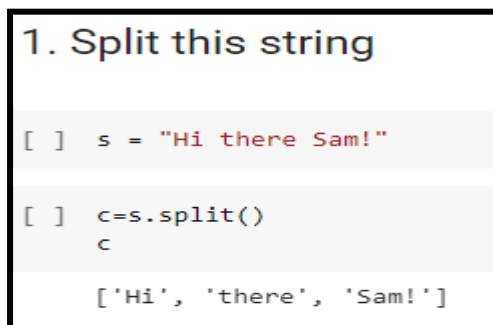 1. Split this string
[ ] s = "Hi there Sam!"
[ ] c=s.split()
c
['Hi', 'there', 'Sam!']